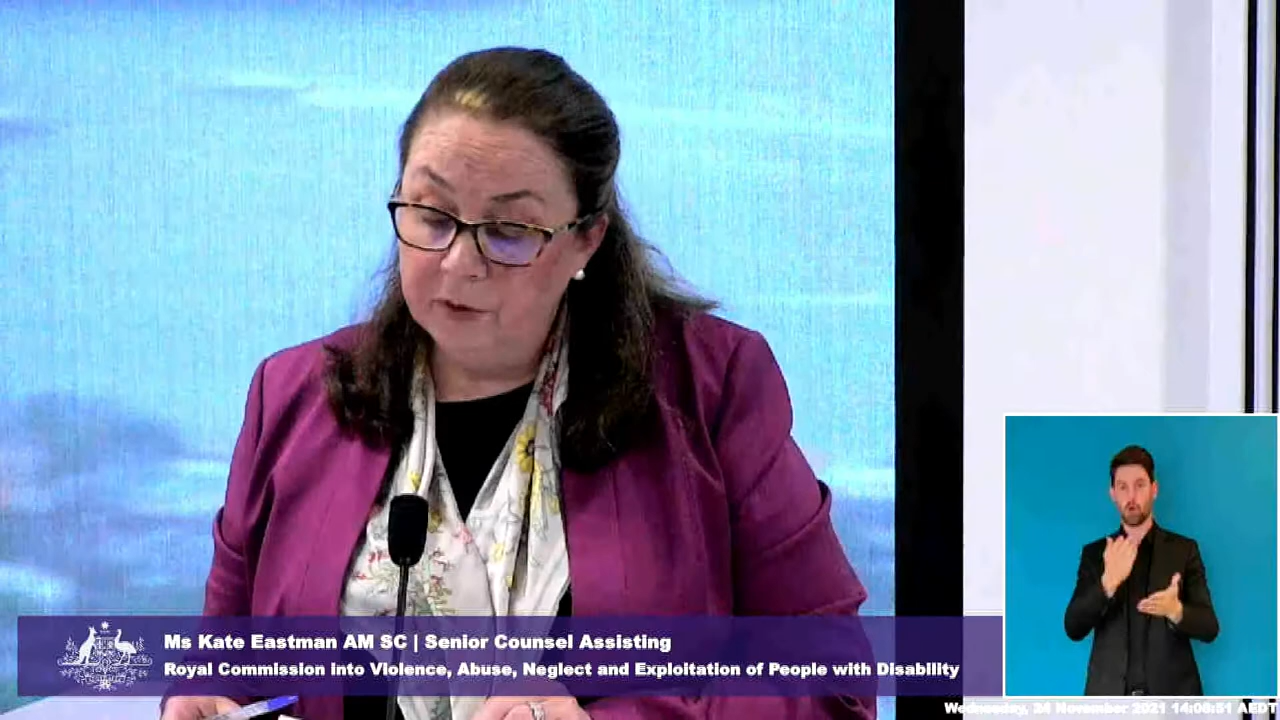 Ms Kate Eastman AM SC | Senior Counsel Assisting
Royal Commission into Violence, Abuse, Neglect and Exploitation of People with Disability
Wednesday, 24 November 2021 14:08:51 AEDT